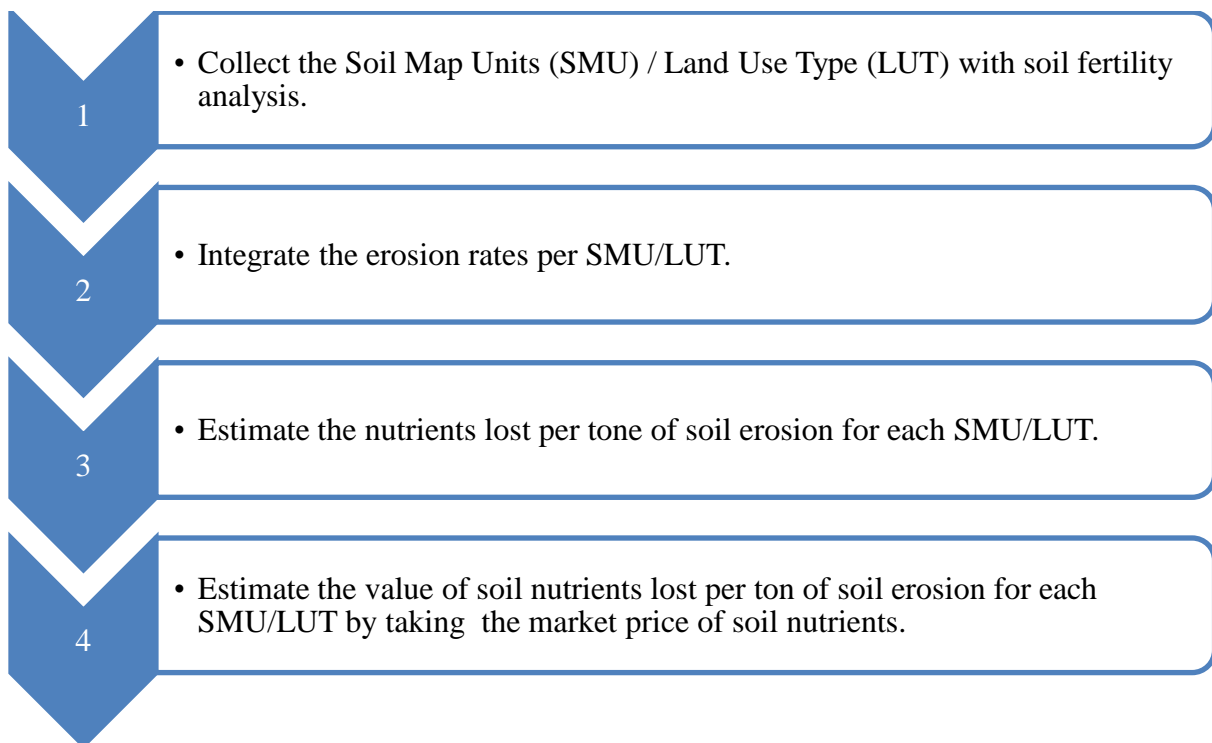 1
• Collect the Soil Map Units (SMU) / Land Use Type (LUT) with soil fertility
analysis.
2
• Integrate the erosion rates per SMU/LUT.
3
• Estimate the nutrients lost per tone of soil erosion for each SMU/LUT.
4
• Estimate the value of soil nutrients lost per ton of soil erosion for each
SMU/LUT by taking  the market price of soil nutrients.